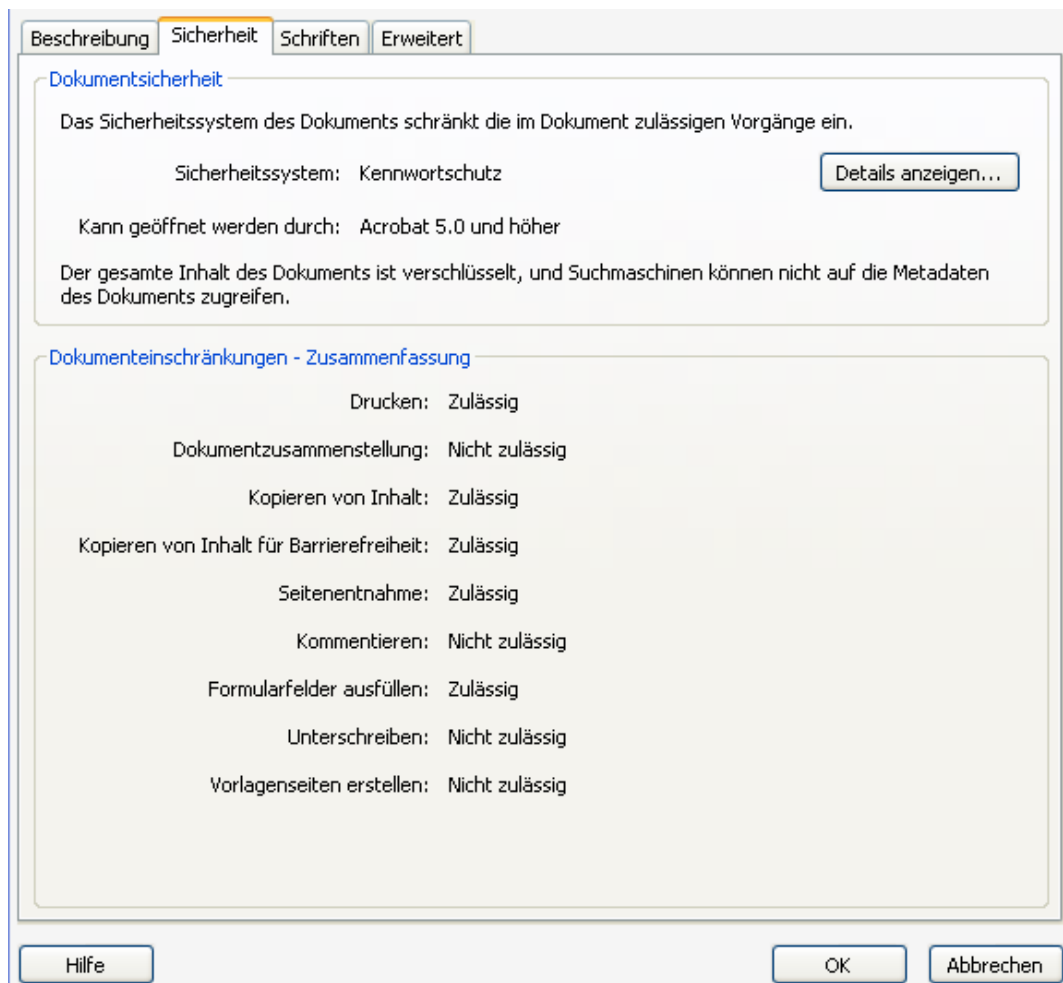 Beschreibung Sicherheit Schriften Erweitert
Dokumentsicherheit
Das Sicherheitssystem des Dokuments schränkt die im Dokument zulässigen Vorgänge ein.
Sicherheitssystem: Kennwortschutz Details anzeigen...
Kann geöffnet werden durch: Acrobat 5.0 und höher
Der gesamte Inhalt des Dokuments ist verschlüsselt, und Suchmaschinen können nicht auf die Metadaten
des Dokuments zugreifen.
Dokumenteinschränkungen - Zusammenfassung
Drucken: Zulässig
Dokumentzusammenstellung: Nicht zulässig
Kopieren von Inhalt: Zulässig
Kopieren von Inhalt für Barrierefreiheit: Zulässig
Seitenentnahme: Zulässig
Kommentieren: Nicht zulässig
Formularfelder ausfüllen: Zulässig
Unterschreiben: Nicht zulässig
Vorlagenseiten erstellen: Nicht zulässig
Hilfe OK Abbrechen